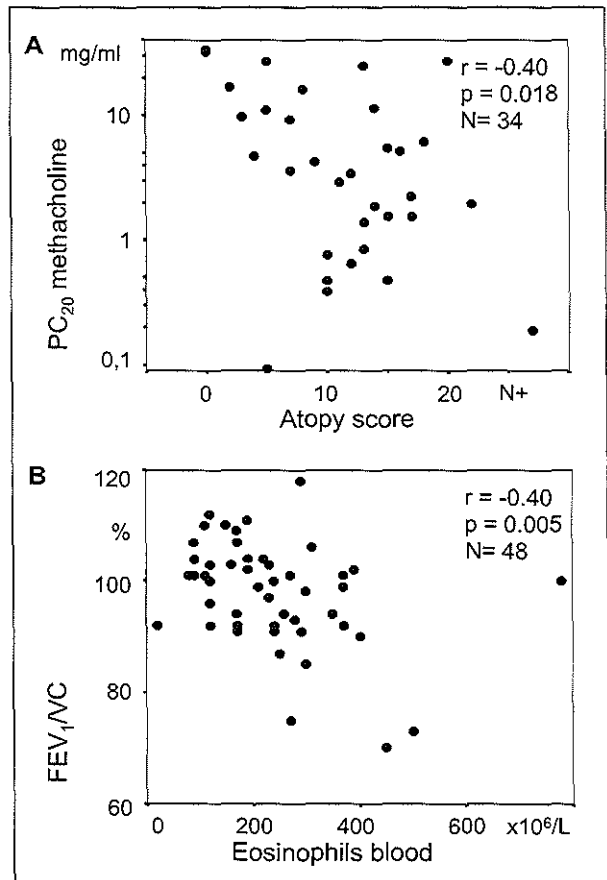 A
mg/ml
r = -0.40
p = 0.018
N= 34
10
1
0,1
PC20 methacholine
0 10 20 N+
Atopy score
B
120
%
r = -0.40
p = 0.005
N= 48
100
80
60
FEV1/VC
0 200 400 600 x10⁶/L
Eosinophils blood